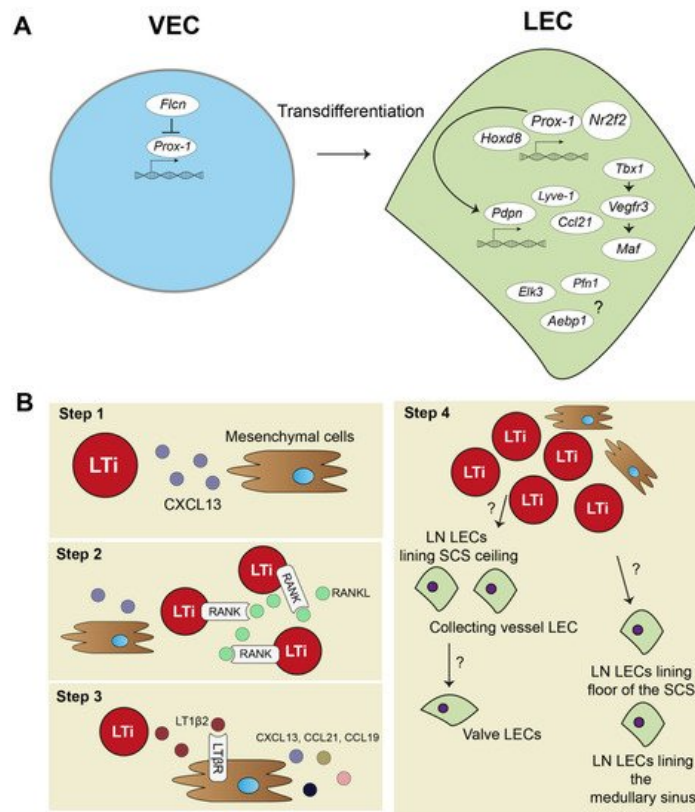 A
VEC
LEC
Flcn
Prox-1
Transdifferentiation
Hoxd8
Prox-1
Nr2f2
Tbx1
Lyve-1
Pdpn
Ccl21
Vegfr3
Maf
Elk3
Pfn1
Aebp1
?
B
Step 1
LTi
Mesenchymal cells
CXCL13
Step 2
LTi
RANK
RANKL
LTi
RANK
RANK
LTi
Step 3
LTi
LT1β2
LTβR
CXCL13, CCL21, CCL19
Step 4
LTi
LTi
LTi
LTi
LTi
?
LN LECs
lining SCS ceiling
Collecting vessel LEC
?
Valve LECs
?
LN LECs lining
floor of the SCS
LN LECs lining
the
medullary sinus